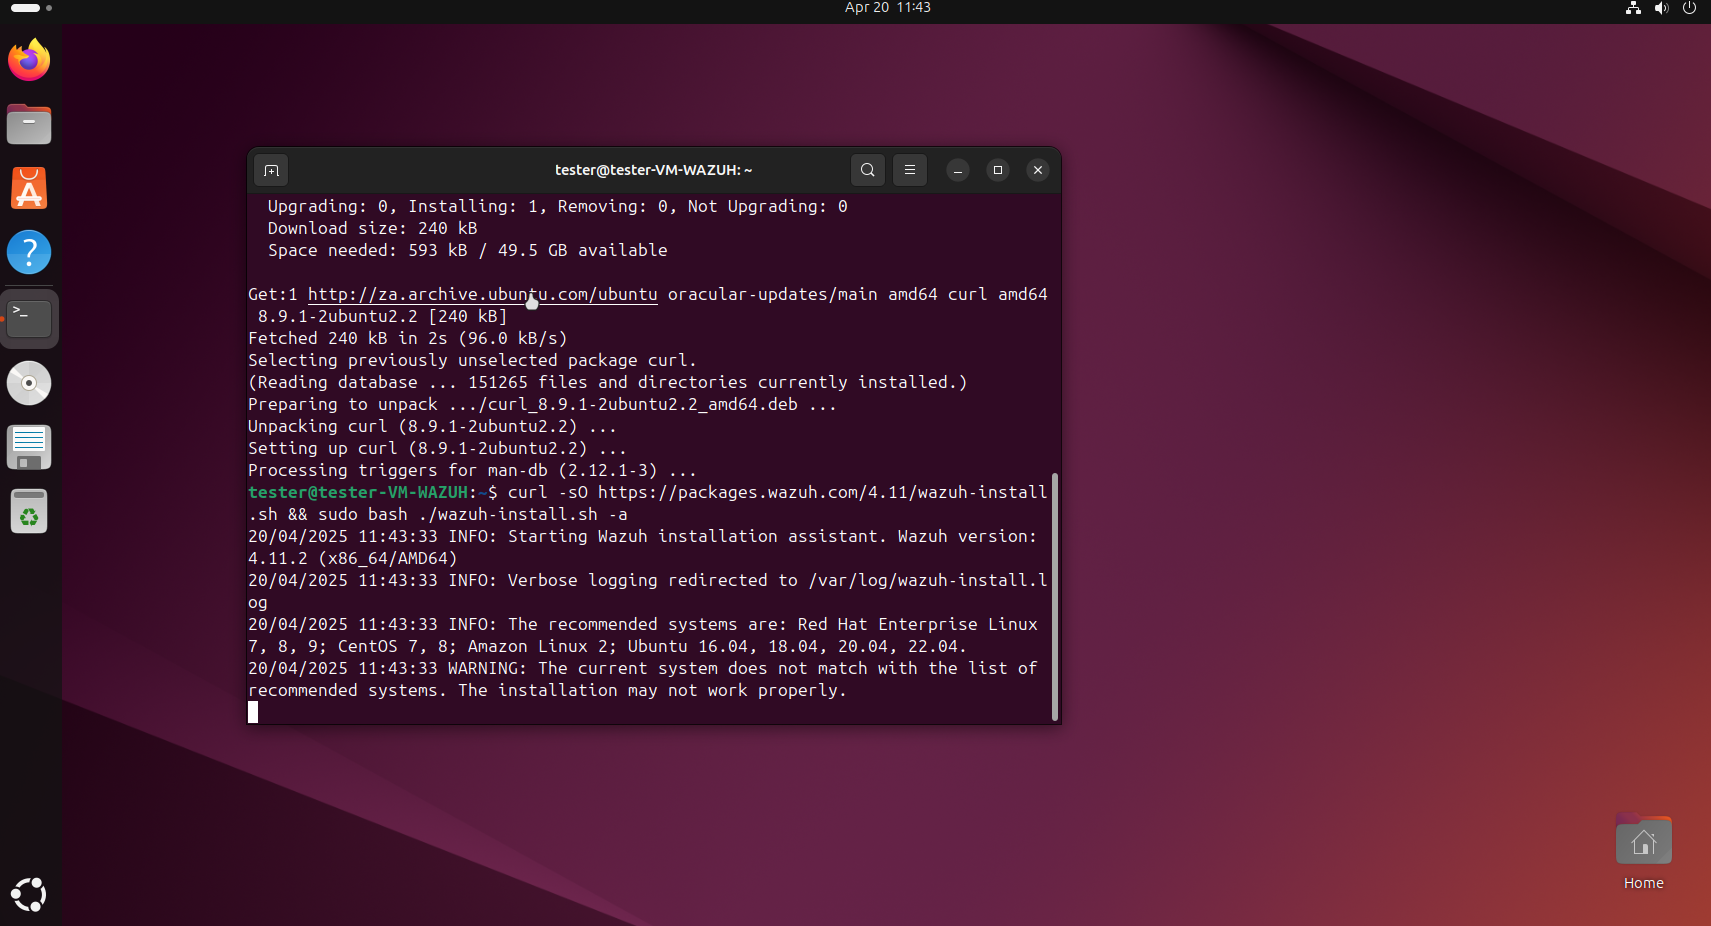 Apr 20 11:43
tester@tester-VM-WAZUH: ~
Upgrading: 0, Installing: 1, Removing: 0, Not Upgrading: 0
Download size: 240 kB
Space needed: 593 kB / 49.5 GB available
Get:1 http://za.archive.ubuntu.com/ubuntu oracular-updates/main amd64 curl amd64
8.9.1-2ubuntu2.2 [240 kB]
Fetched 240 kB in 2s (96.0 kB/s)
Selecting previously unselected package curl.
(Reading database ... 151265 files and directories currently installed.)
Preparing to unpack .../curl_8.9.1-2ubuntu2.2_amd64.deb ...
Unpacking curl (8.9.1-2ubuntu2.2) ...
Setting up curl (8.9.1-2ubuntu2.2) ...
Processing triggers for man-db (2.12.1-3) ...
tester@tester-VM-WAZUH:~$ curl -sO https://packages.wazuh.com/4.11/wazuh-install
.sh && sudo bash ./wazuh-install.sh -a
20/04/2025 11:43:33 INFO: Starting Wazuh installation assistant. Wazuh version:
4.11.2 (x86_64/AMD64)
20/04/2025 11:43:33 INFO: Verbose logging redirected to /var/log/wazuh-install.l
og
20/04/2025 11:43:33 INFO: The recommended systems are: Red Hat Enterprise Linux
7, 8, 9; CentOS 7, 8; Amazon Linux 2; Ubuntu 16.04, 18.04, 20.04, 22.04.
20/04/2025 11:43:33 WARNING: The current system does not match with the list of
recommended systems. The installation may not work properly.
Home